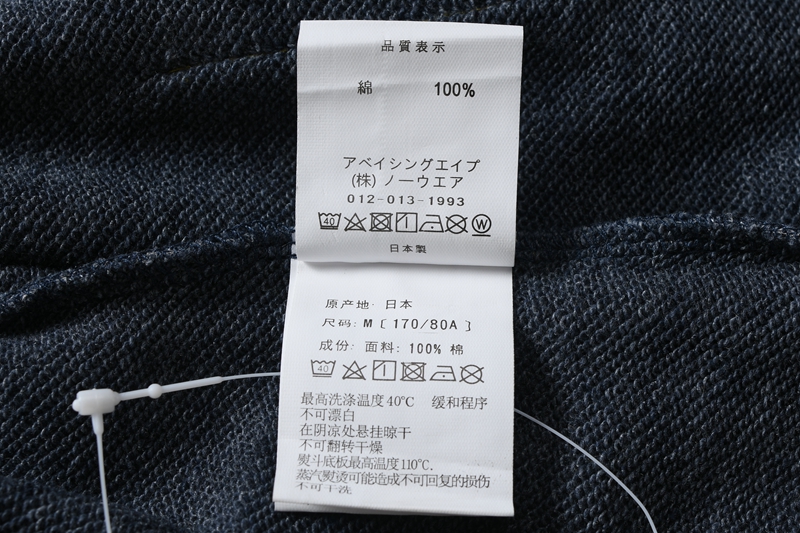 品質表示
綿 100%
アベイシングエイプ
(株) ノーウエア
012-013-1993
40 W
日本製
原产地: 日本
尺码: M [ 170/80A ]
成份: 面料: 100% 棉
40
最高洗涤温度40℃ 缓和程序
不可漂白
在阴凉处悬挂晾干
不可翻转干燥
熨斗底板最高温度110℃.
蒸汽熨烫可能造成不可回复的损伤
不可干洗